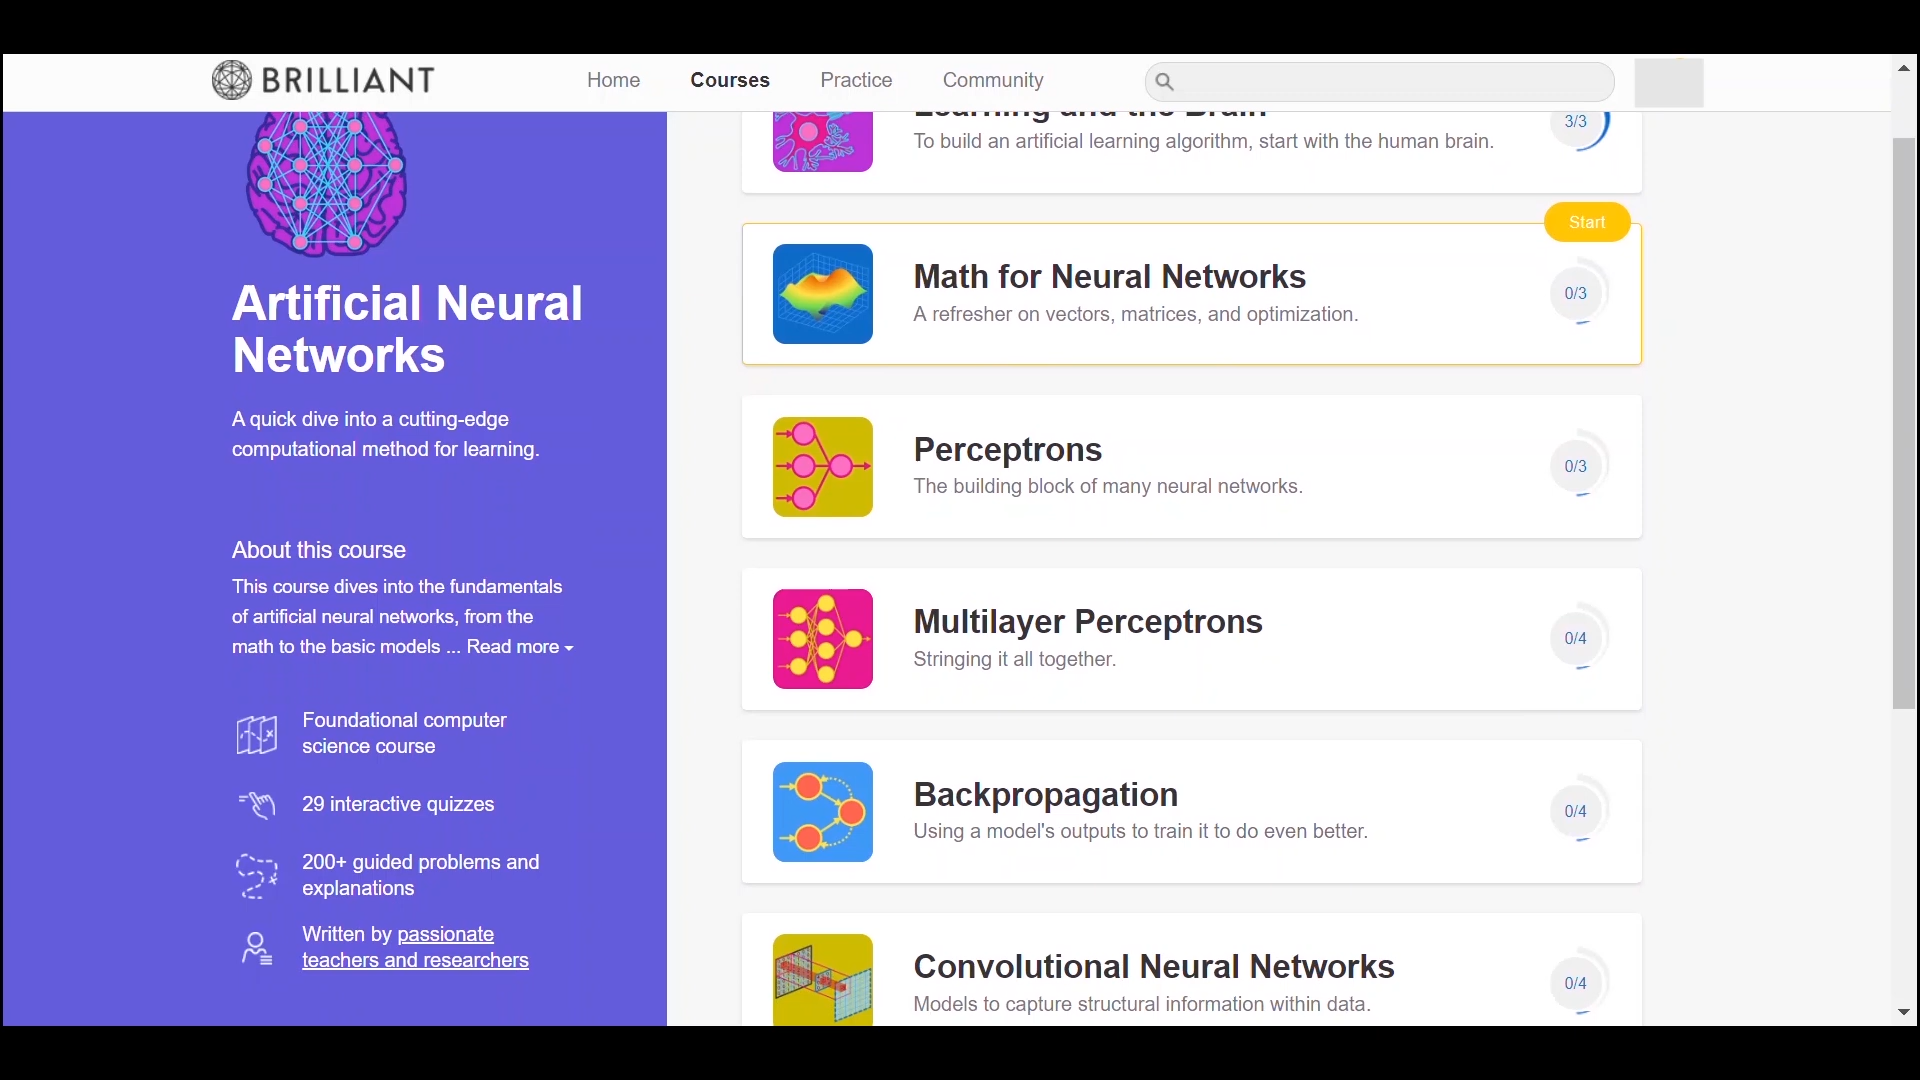 BRILLIANT
Home
Courses
Practice
Community
Learning and the Brain
To build an artificial learning algorithm, start with the human brain.
3/3
Start
Math for Neural Networks
A refresher on vectors, matrices, and optimization.
0/3
Perceptrons
The building block of many neural networks.
0/3
Multilayer Perceptrons
Stringing it all together.
0/4
Backpropagation
Using a model's outputs to train it to do even better.
0/4
Convolutional Neural Networks
Models to capture structural information within data.
0/4
Artificial Neural
Networks
A quick dive into a cutting-edge
computational method for learning.
About this course
This course dives into the fundamentals
of artificial neural networks, from the
math to the basic models ... Read more
Foundational computer
science course
29 interactive quizzes
200+ guided problems and
explanations
Written by passionate
teachers and researchers